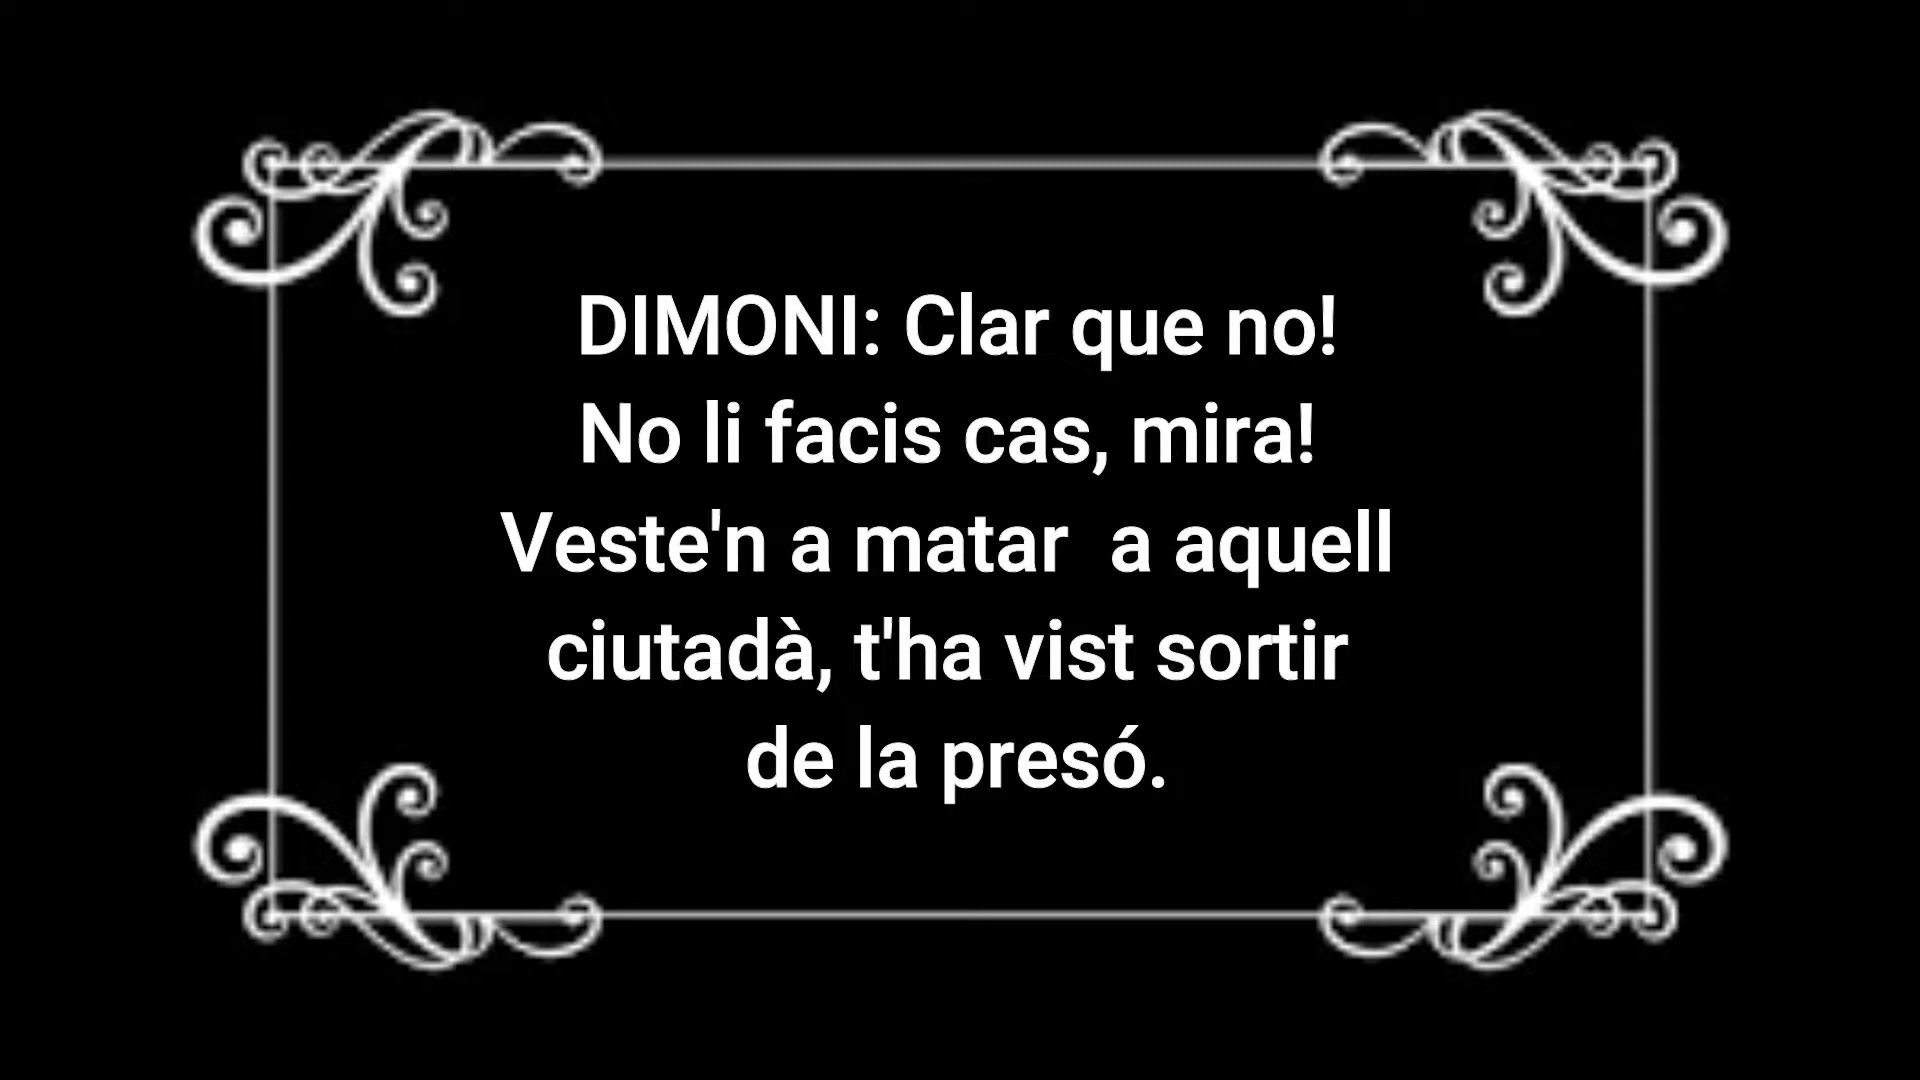 DIMONI: Clar que no!
No li facis cas, mira!
Veste'n a matar  a aquell
ciutadà, t'ha vist sortir
de la presó.